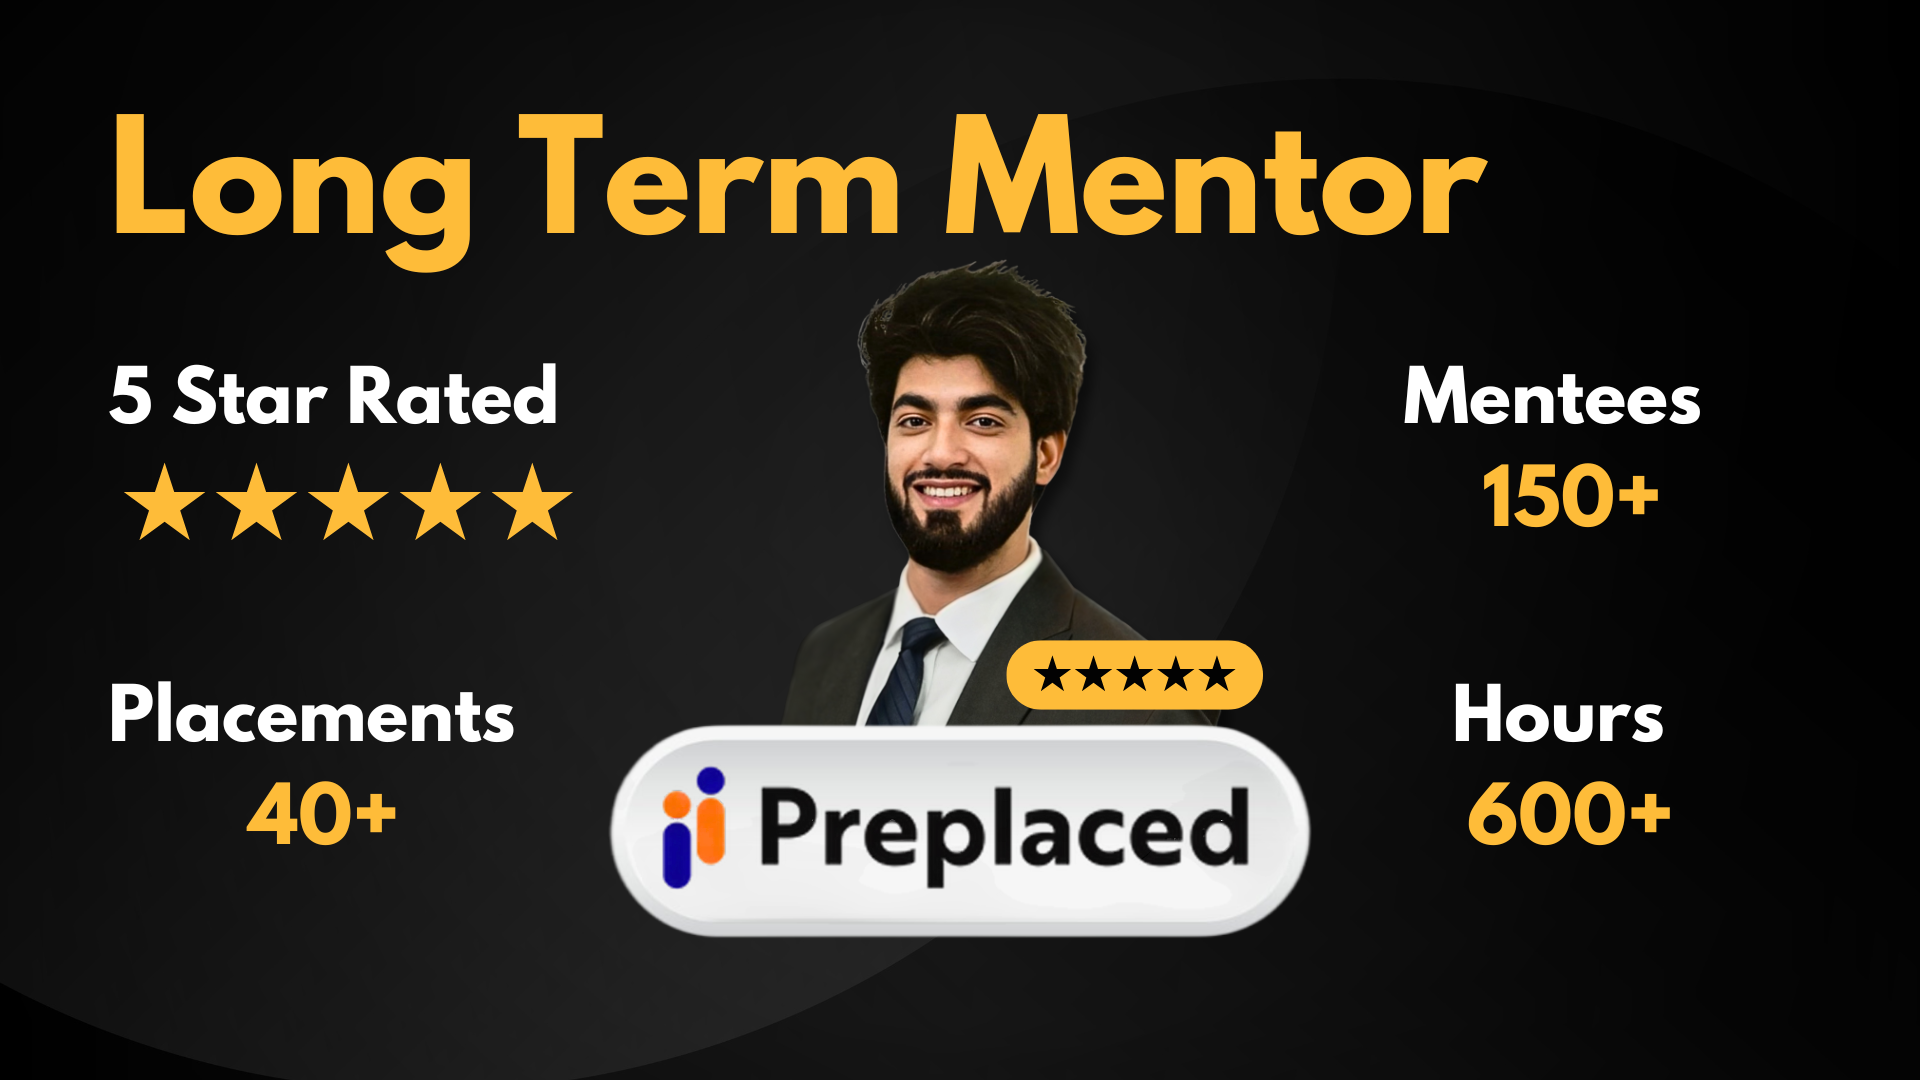 Long Term Mentor
5 Star Rated
Mentees
150+
Placements
40+
Hours
600+
Preplaced